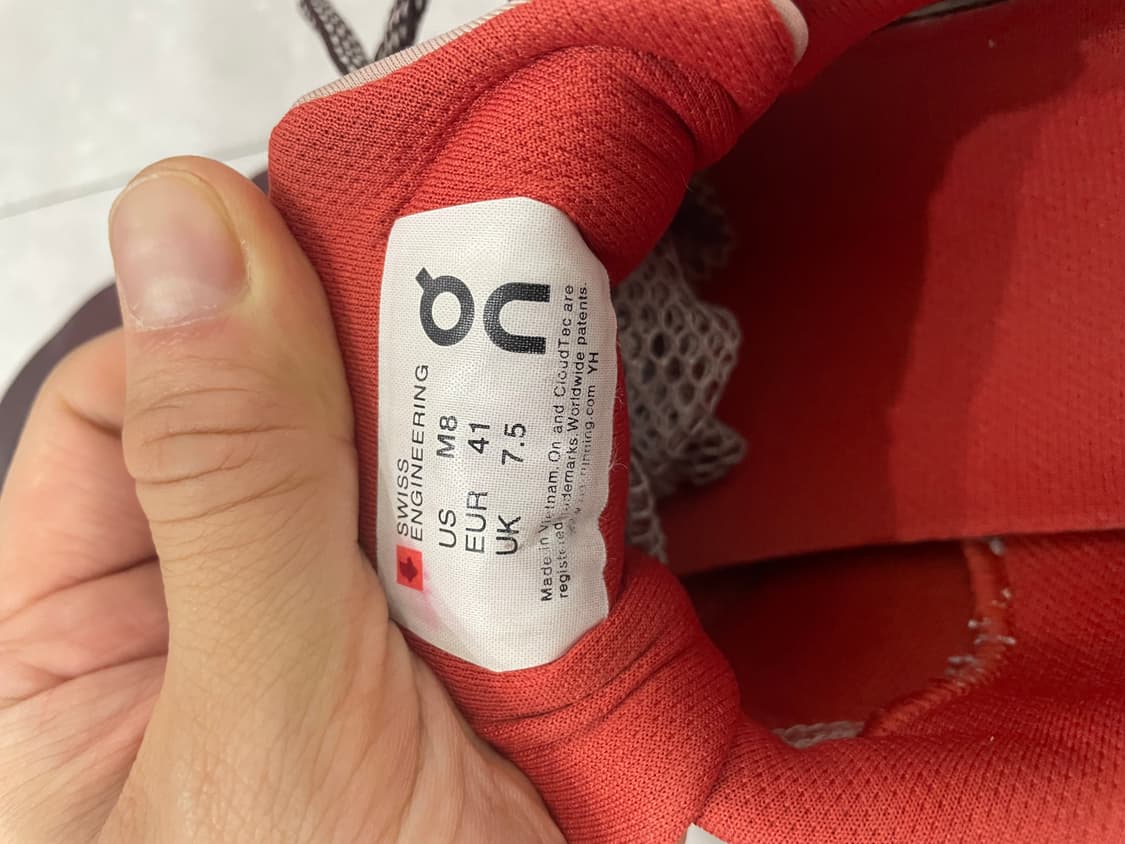 On
SWISS
ENGINEERING
US M8
EUR 41
UK 7.5
Made in Vietnam. On and CloudTec are
registered trademarks. Worldwide patents.
running.com YH